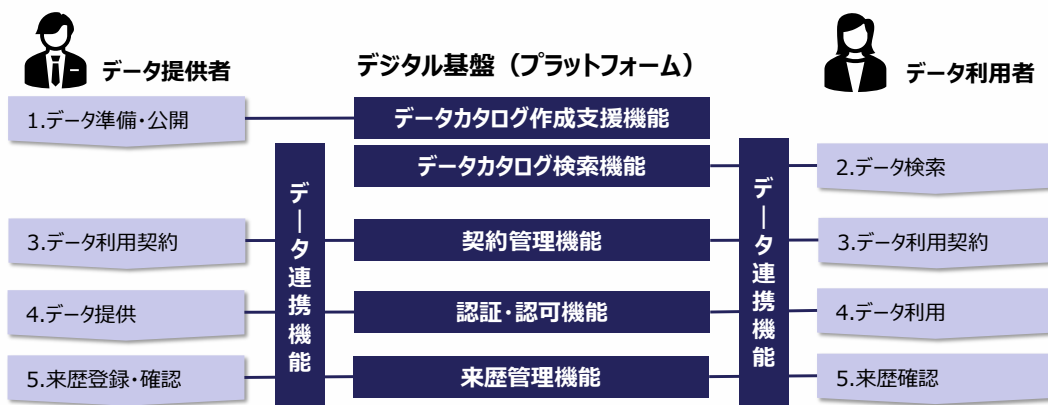 データ提供者
デジタル基盤（プラットフォーム）
データ利用者
1.データ準備・公開
データカタログ作成支援機能
データカタログ検索機能
2.データ検索
データ連携機能
データ連携機能
3.データ利用契約
契約管理機能
3.データ利用契約
4.データ提供
認証・認可機能
4.データ利用
5.来歴登録・確認
来歴管理機能
5.来歴確認